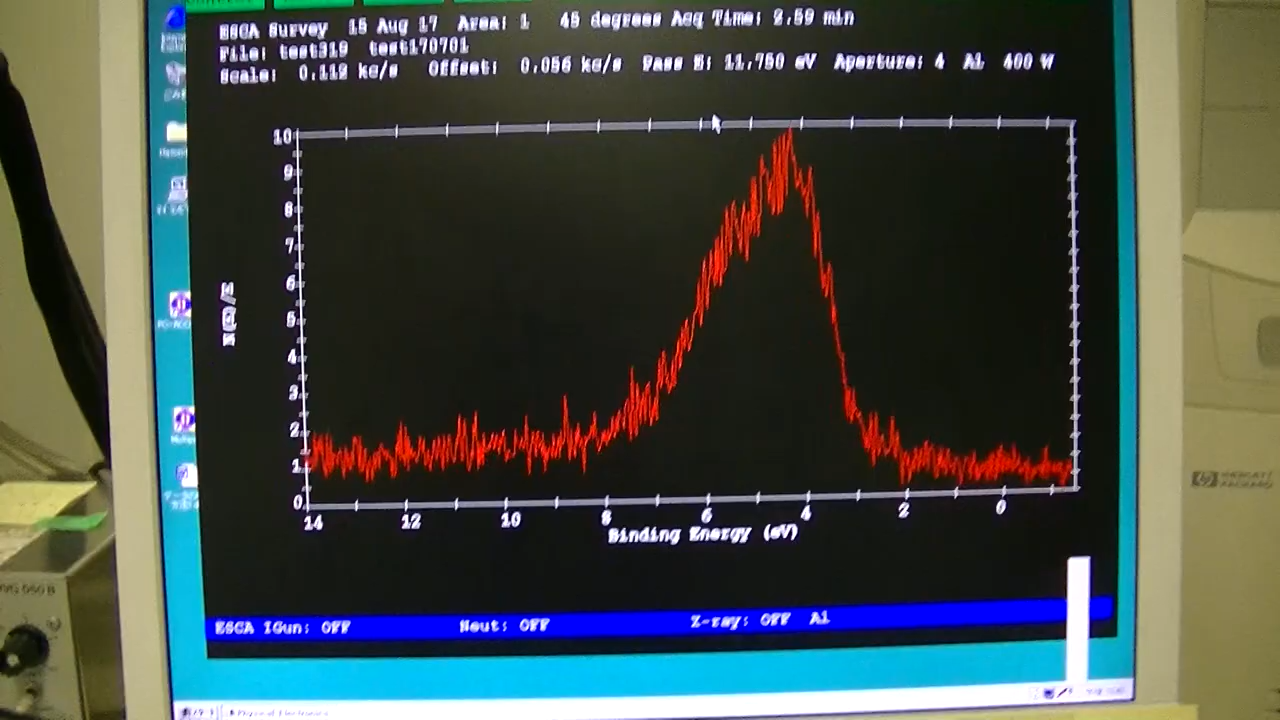 ESCA Survey 15 Aug 17 Area: 1 45 degrees Acq Time: 2.59 min
File: test319 test170701
Scale: 0.112 kc/s Offset: 0.056 kc/s Pass E: 11.750 eV Aperture: 4 Al 400 W
10
9
8
7
6
5
4
3
2
1
0
N(E)/E
14 12 10 8 6 4 2 0
Binding Energy (eV)
ESCA IGun: OFF Neut: OFF X-ray: OFF Al